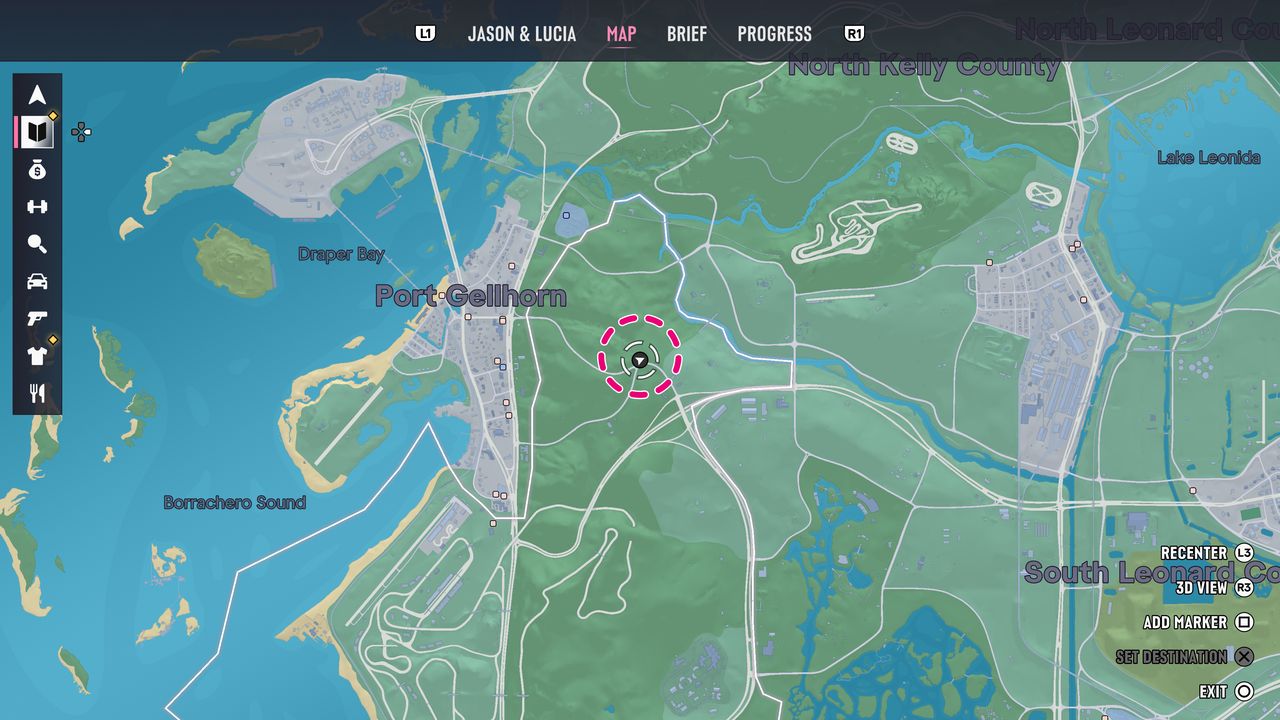 L1 JASON & LUCIA MAP BRIEF PROGRESS R1
North Leonard Cou
North Kelly County
Lake Leonida
Draper Bay
Port Gellhorn
Borrachero Sound
RECENTER L3
South Leonard Co
3D VIEW R3
ADD MARKER
SET DESTINATION
EXIT